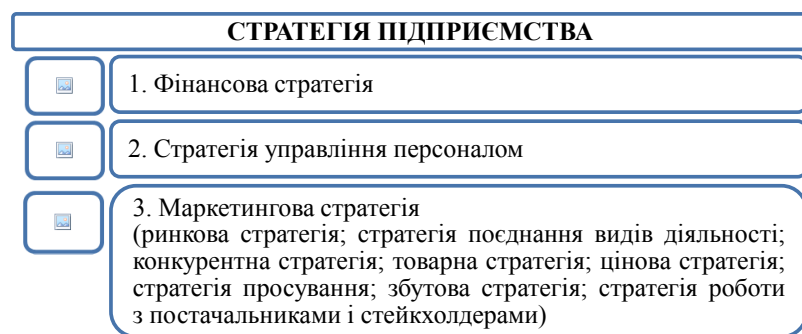 СТРАТЕГІЯ ПІДПРИЄМСТВА
1. Фінансова стратегія
2. Стратегія управління персоналом
3. Маркетингова стратегія
(ринкова стратегія; стратегія поєднання видів діяльності;
конкурентна стратегія; товарна стратегія; цінова стратегія;
стратегія просування; збутова стратегія; стратегія роботи
з постачальниками і стейкхолдерами)